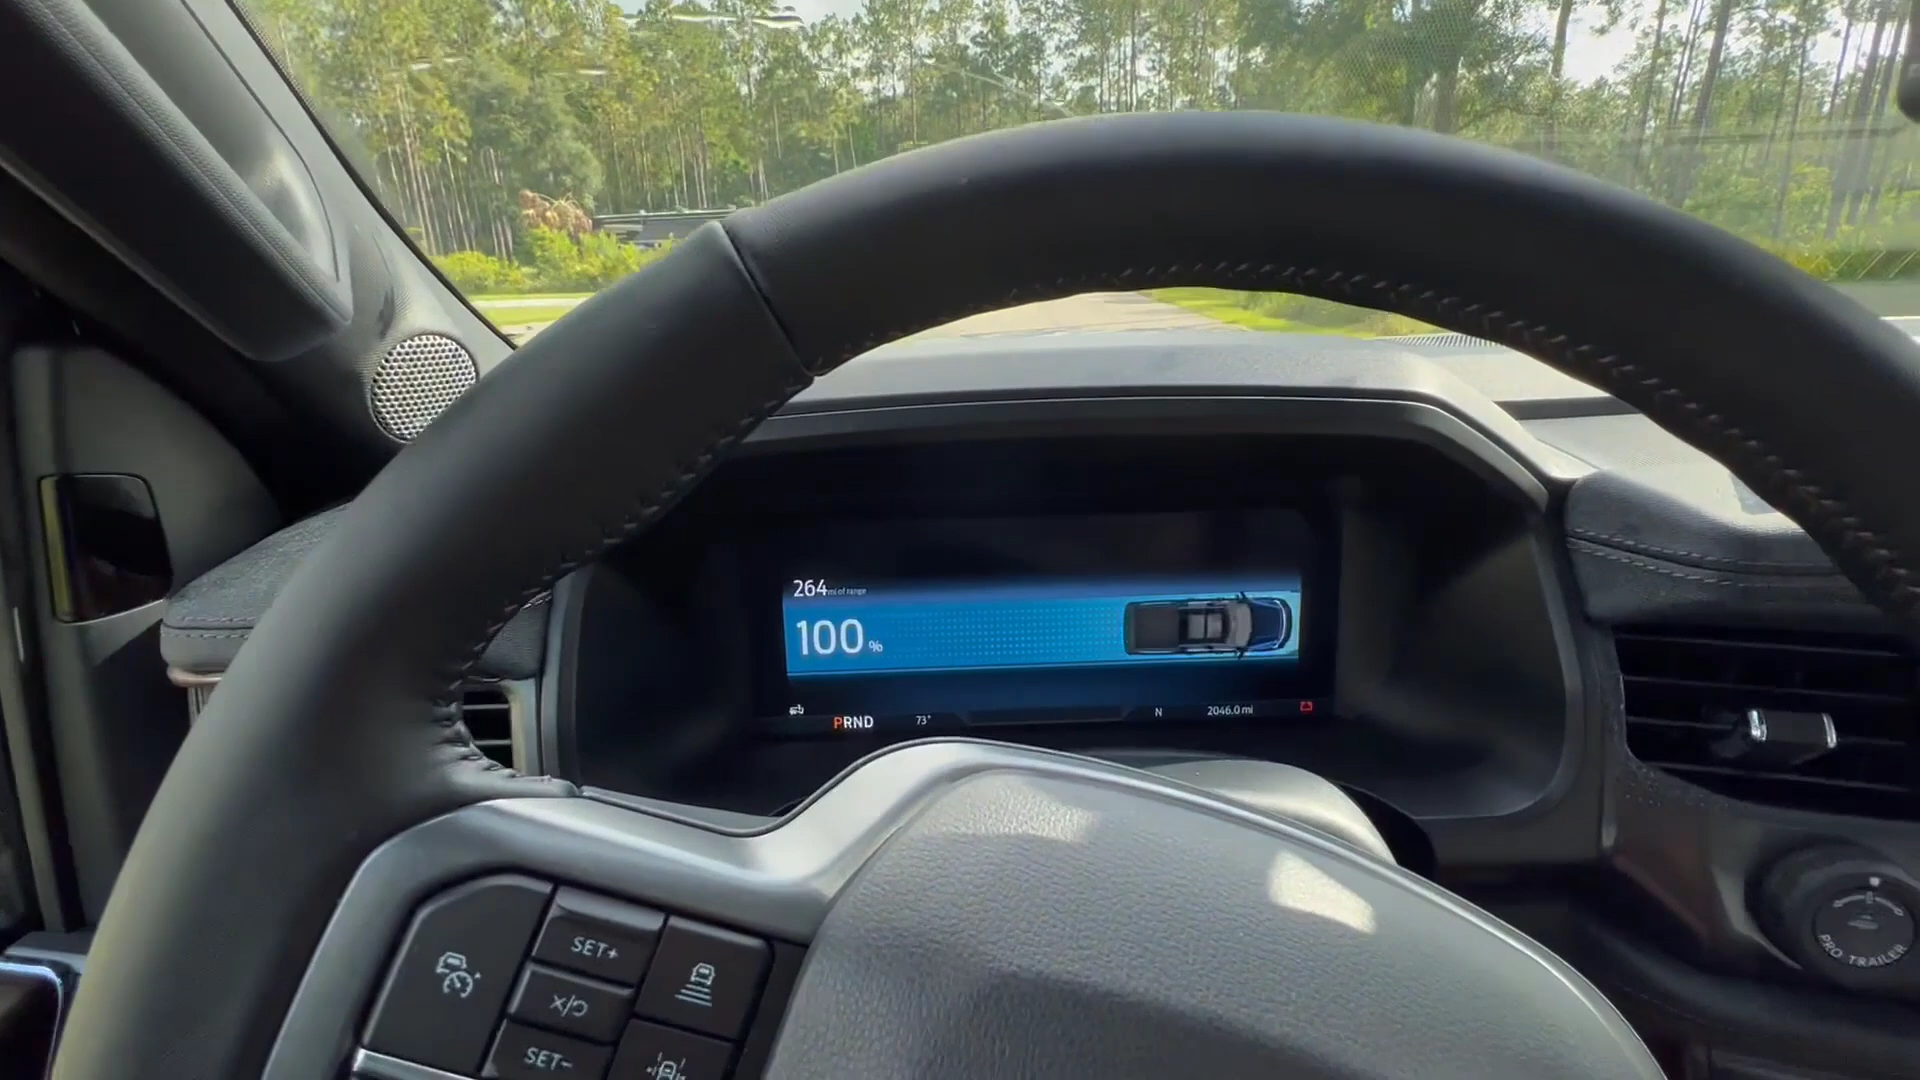 264 mi of range
100 %
PRND
73°
N
2046.0 mi
SET+
SET-
PRO TRAILER